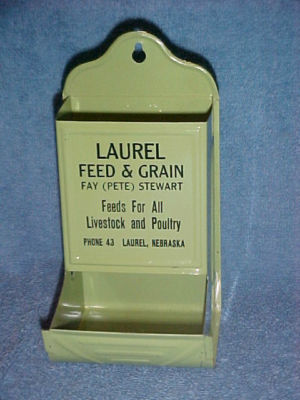 LAUREL
FEED & GRAIN
FAY (PETE) STEWART
Feeds For All
Livestock and Poultry
PHONE 43 LAUREL, NEBRASKA